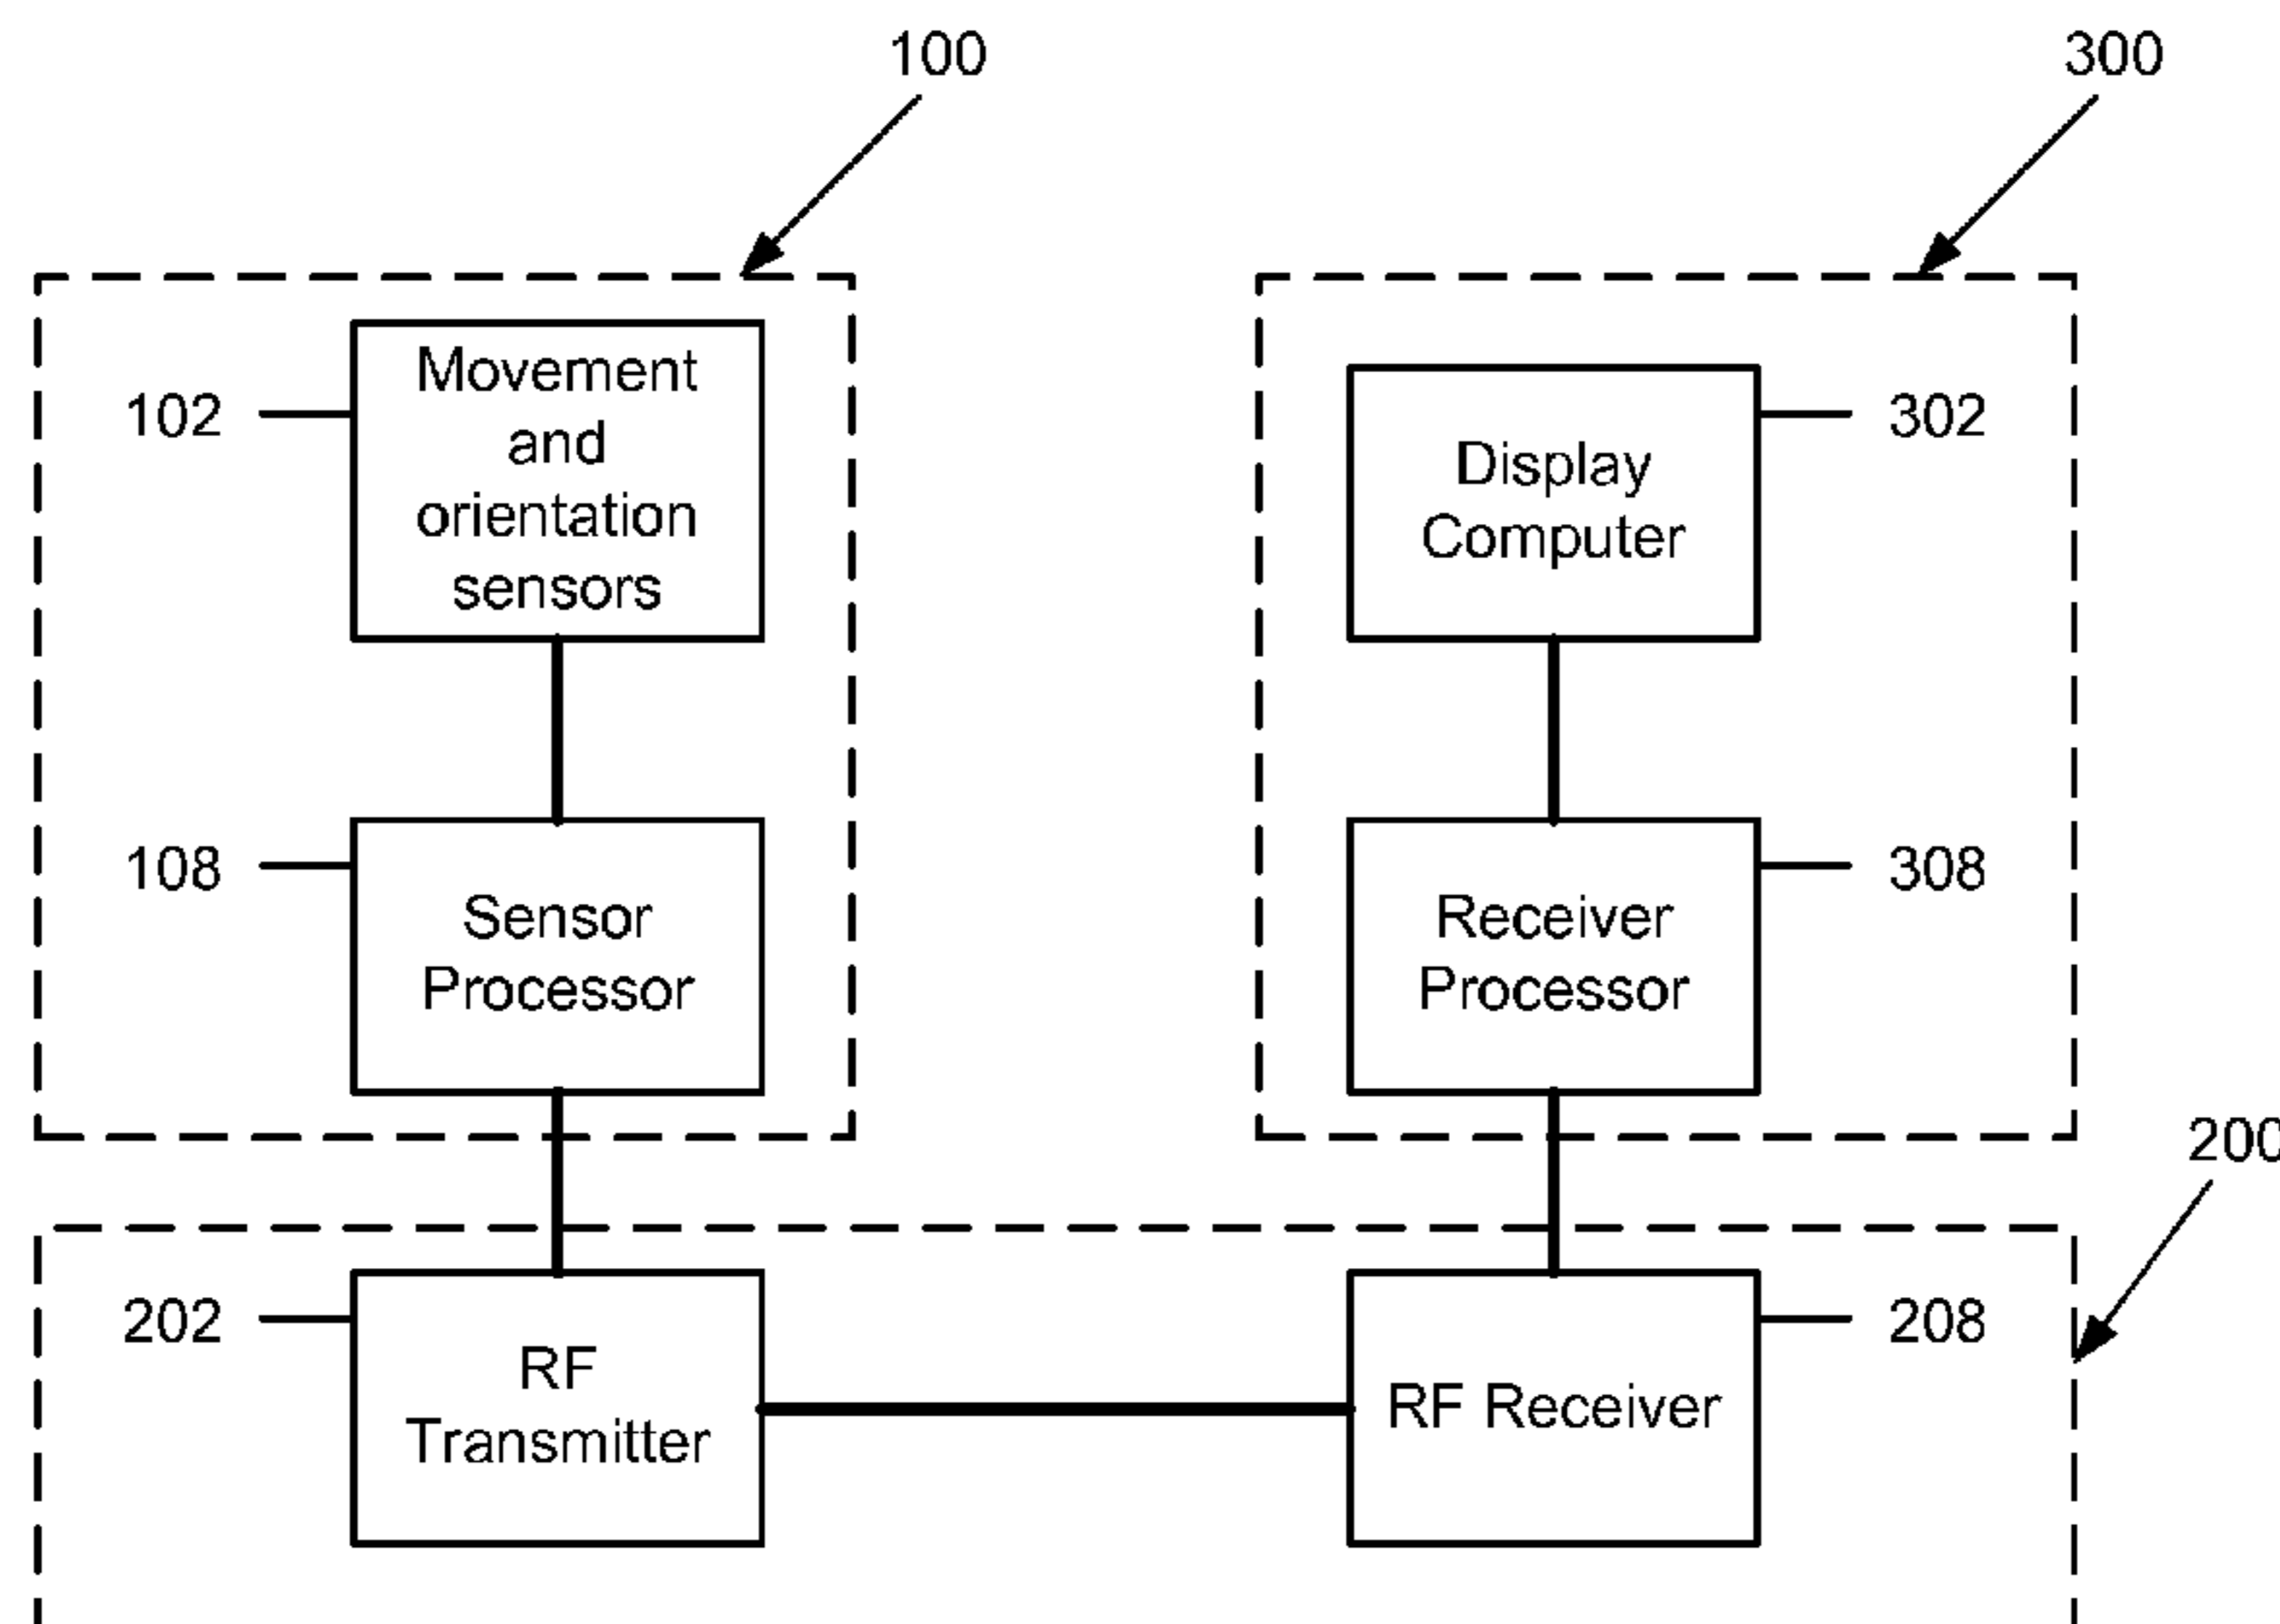 100
300
102
Movement
and
orientation
sensors
Display
Computer
302
108
Sensor
Processor
Receiver
Processor
308
200
202
RF
Transmitter
RF Receiver
208